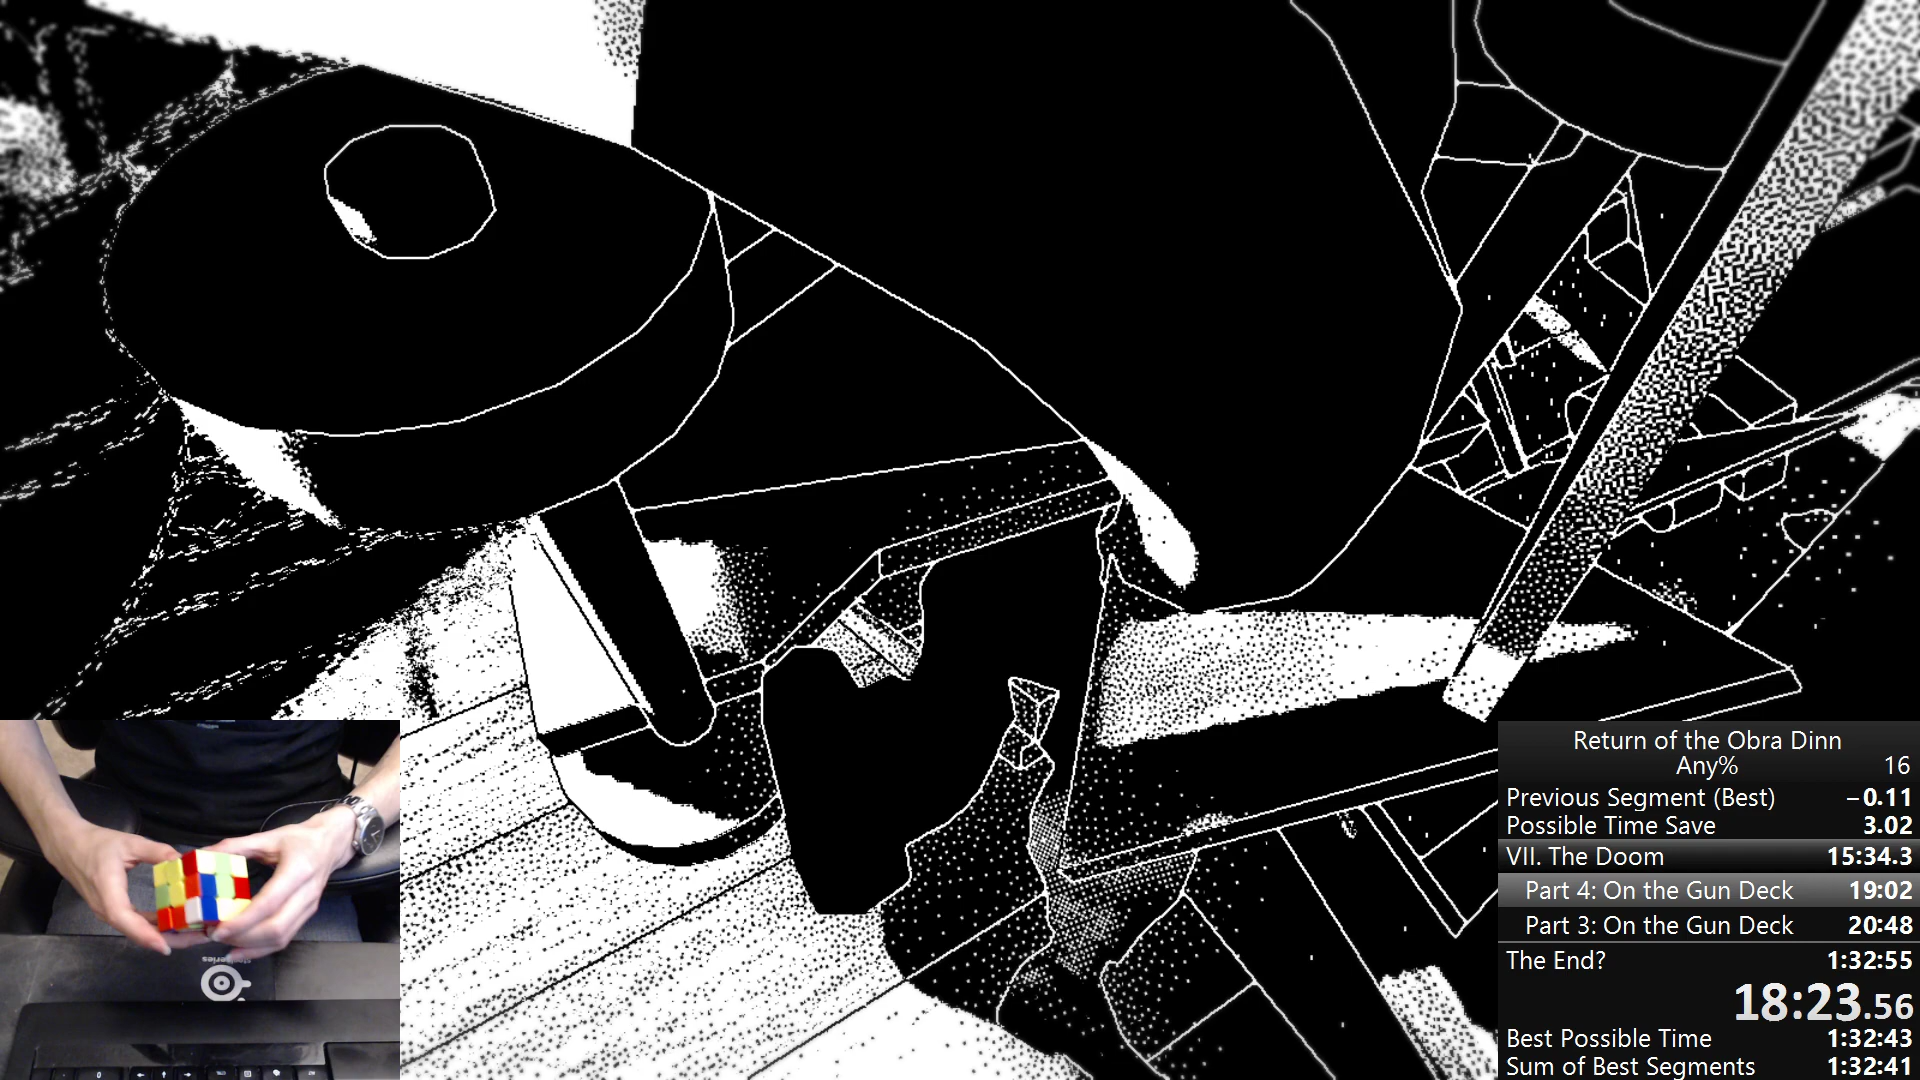 steelseries
Return of the Obra Dinn
Any% 16
Previous Segment (Best) −0.11
Possible Time Save 3.02
VII. The Doom 15:34.3
Part 4: On the Gun Deck 19:02
Part 3: On the Gun Deck 20:48
The End? 1:32:55
18:23.56
Best Possible Time 1:32:43
Sum of Best Segments 1:32:41